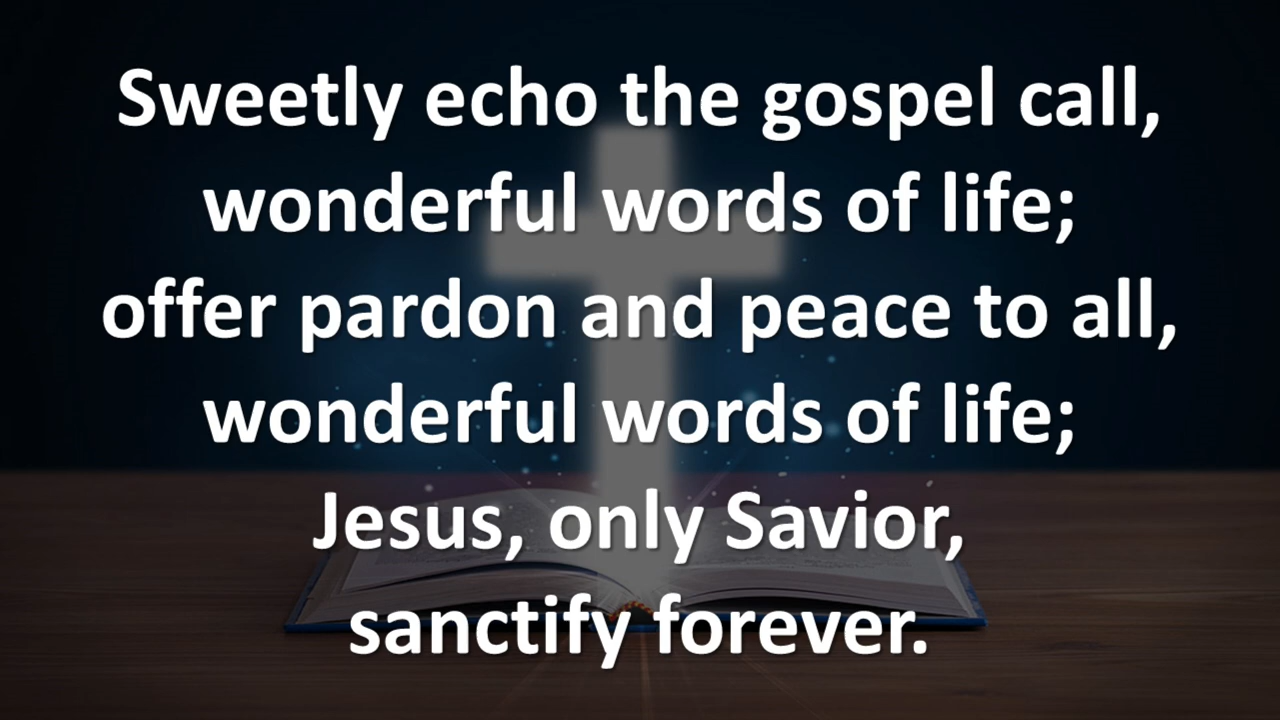 Sweetly echo the gospel call,
wonderful words of life;
offer pardon and peace to all,
wonderful words of life;
Jesus, only Savior,
sanctify forever.